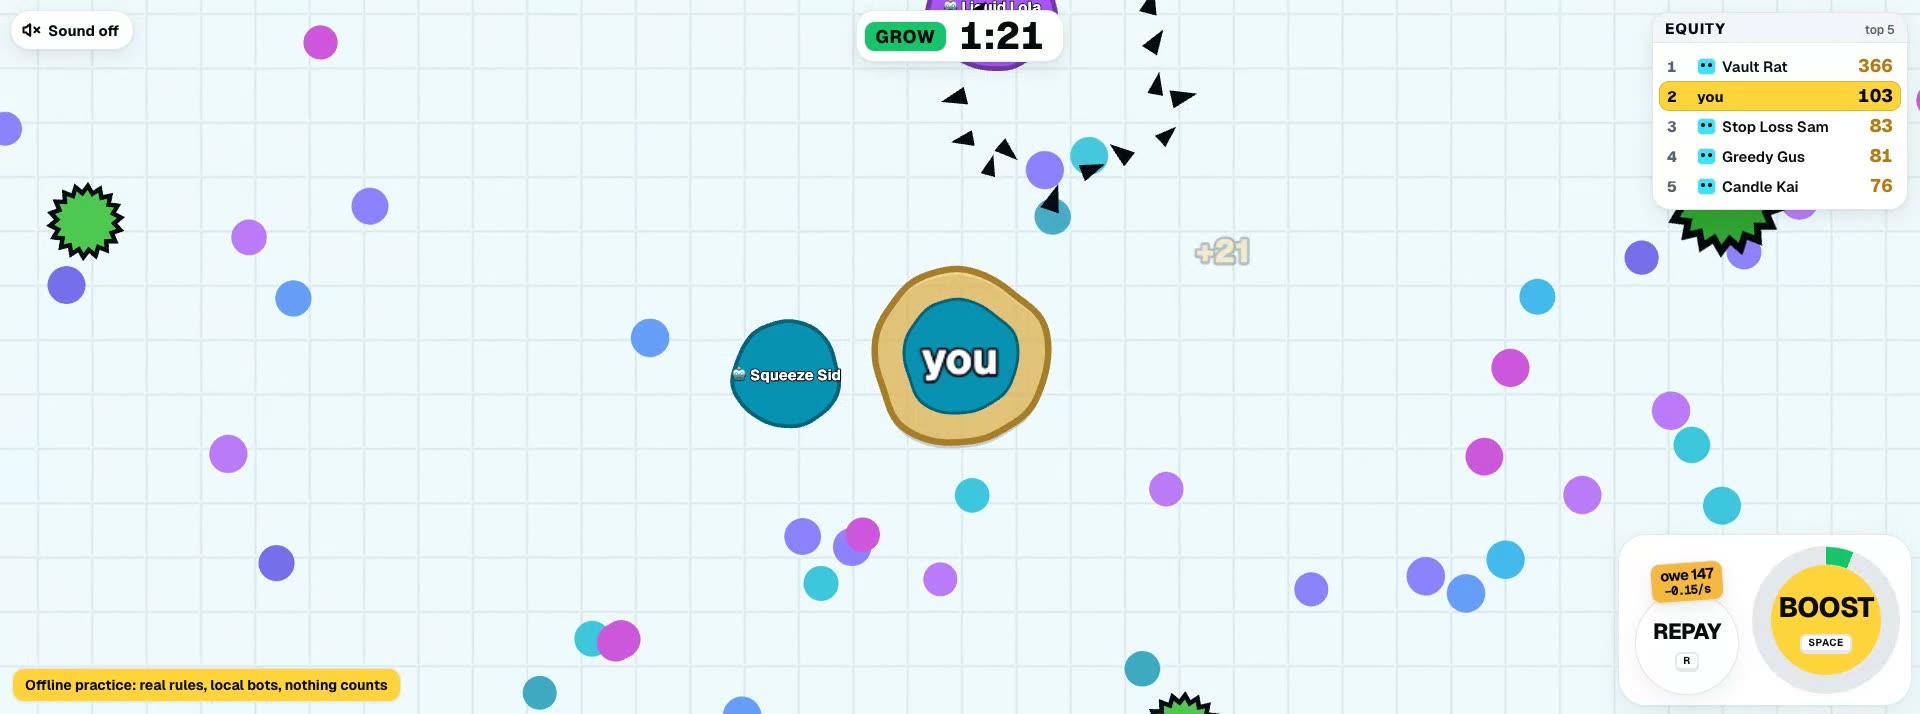 Sound off
Liquid Lola
GROW 1:21
EQUITY top 5
1 Vault Rat 366
2 you 103
3 Stop Loss Sam 83
4 Greedy Gus 81
5 Candle Kai 76
+21
you
Squeeze Sid
owe 147
-0.15/s
REPAY
R
BOOST
SPACE
Offline practice: real rules, local bots, nothing counts